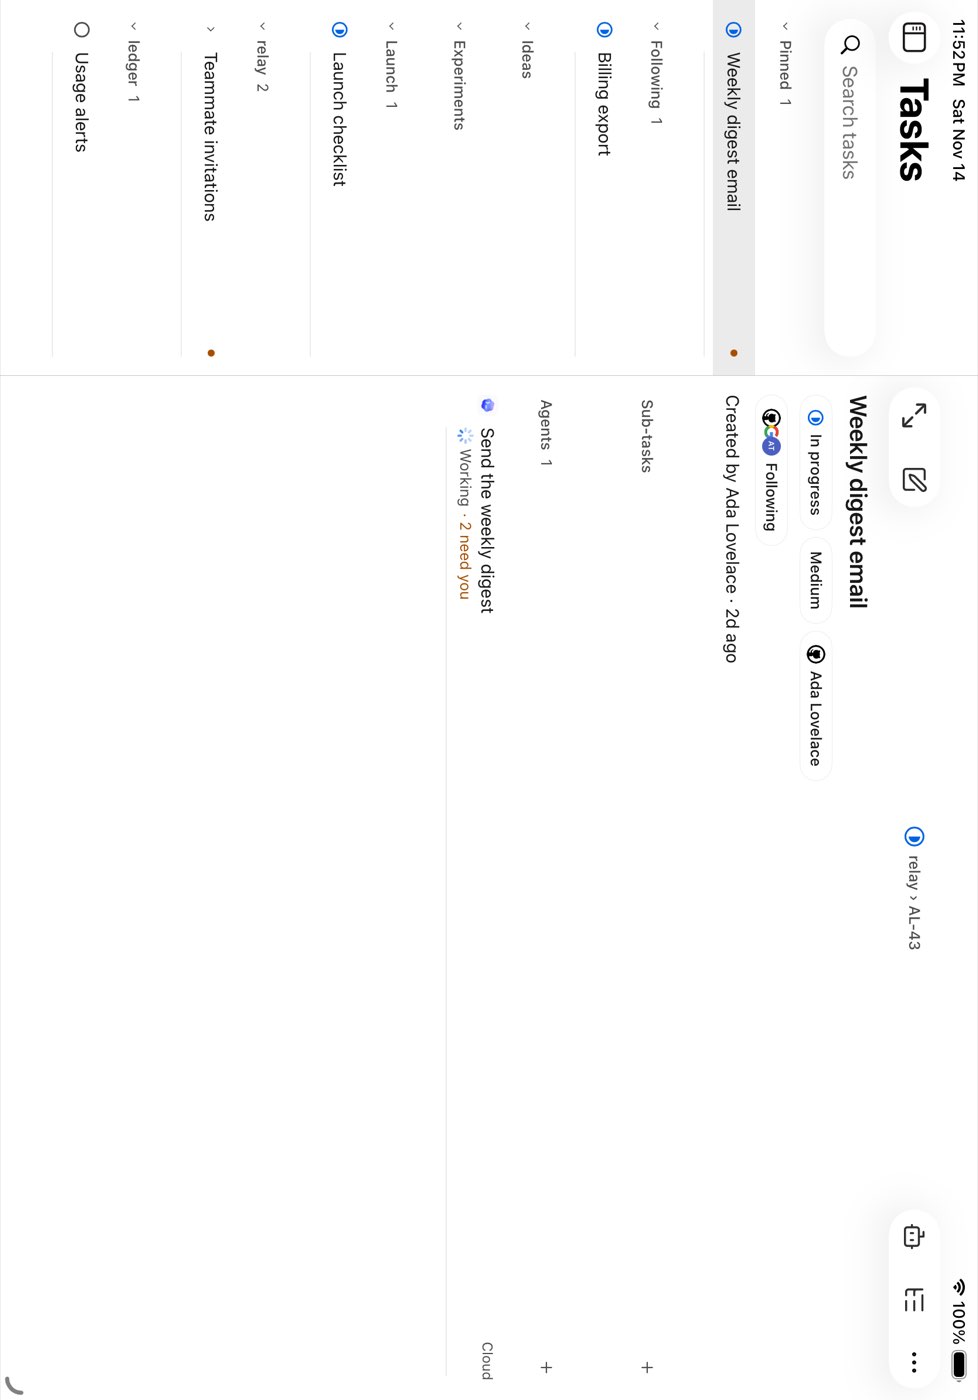 11:52 PM Sat Nov 14
100%
Tasks
Search tasks
Pinned 1
Weekly digest email
Following 1
Billing export
Ideas
Experiments
Launch 1
Launch checklist
relay 2
Teammate invitations
ledger 1
Usage alerts
relay › AL-43
Weekly digest email
In progress
Medium
Ada Lovelace
AT
Following
Created by Ada Lovelace · 2d ago
Sub-tasks
Agents 1
Send the weekly digest
Cloud
Working · 2 need you